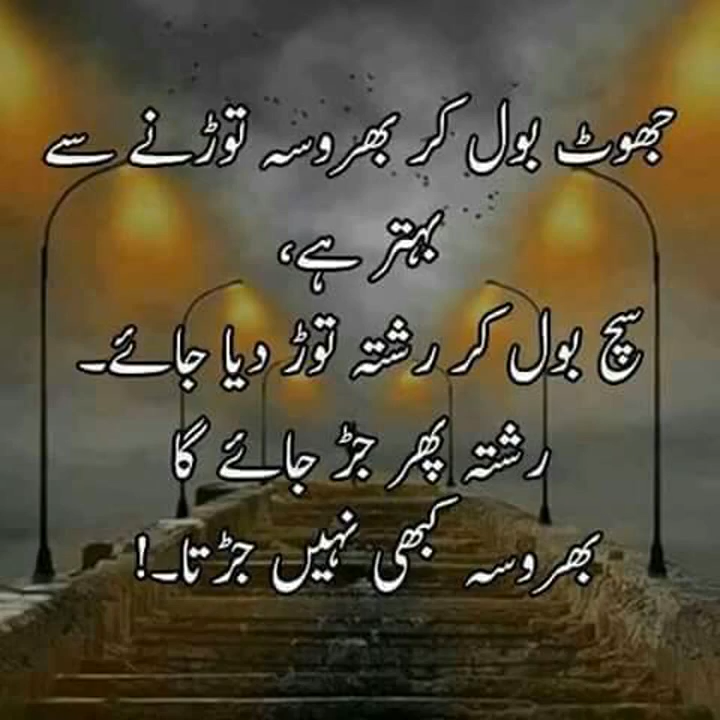 جھوٹ بول کر بھروسہ توڑنے سے
بہتر ہے،
سچ بول کر رشتہ توڑ دیا جائے۔
رشتہ پھر جڑ جائے گا
بھروسہ کبھی نہیں جڑتا۔!